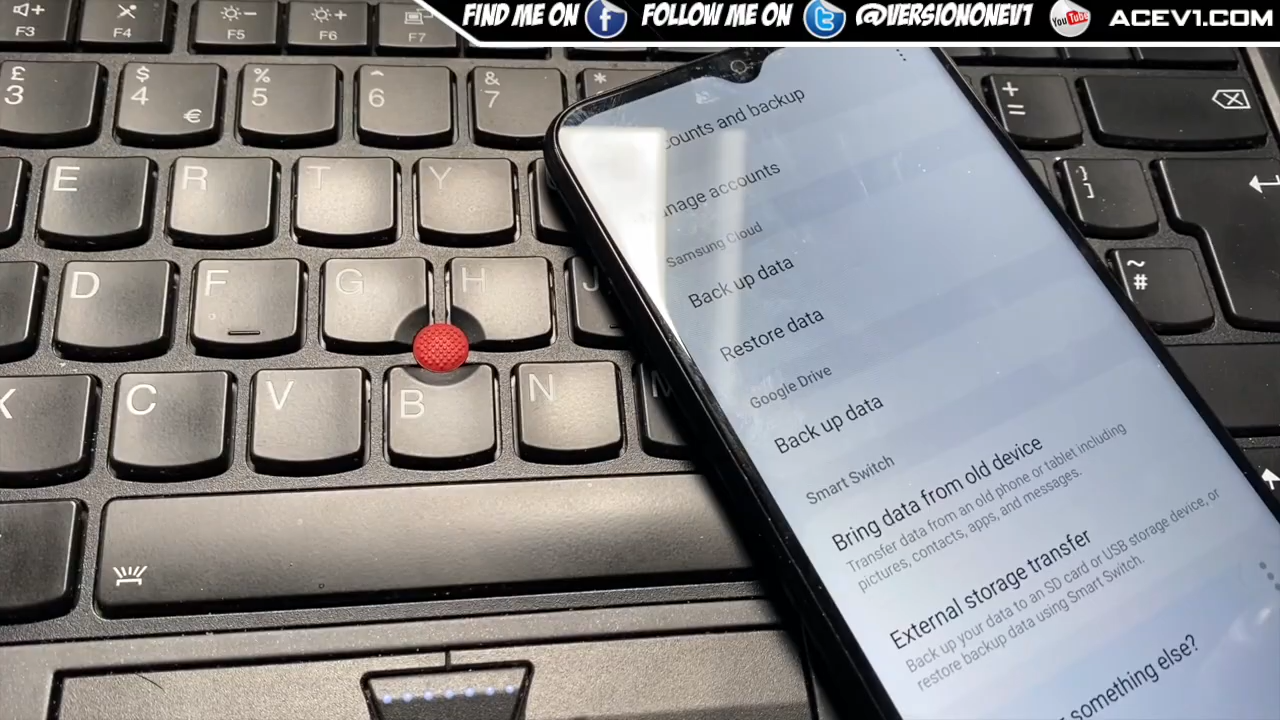 FIND ME ON f FOLLOW ME ON @VERSIONONEV1 YouTube ACEV1.COM
F3 F4 F5 F6 F7
£ 3
$ 4 €
% 5
^ 6
& 7
*
+ =
E R T Y
}
]
D F G H J
~ #
X C V B N M
counts and backup
nage accounts
Samsung Cloud
Back up data
Restore data
Google Drive
Back up data
Smart Switch
Bring data from old device
Transfer data from an old phone or tablet including
pictures, contacts, apps, and messages.
External storage transfer
Back up your data to an SD card or USB storage device, or
restore backup data using Smart Switch.
something else?